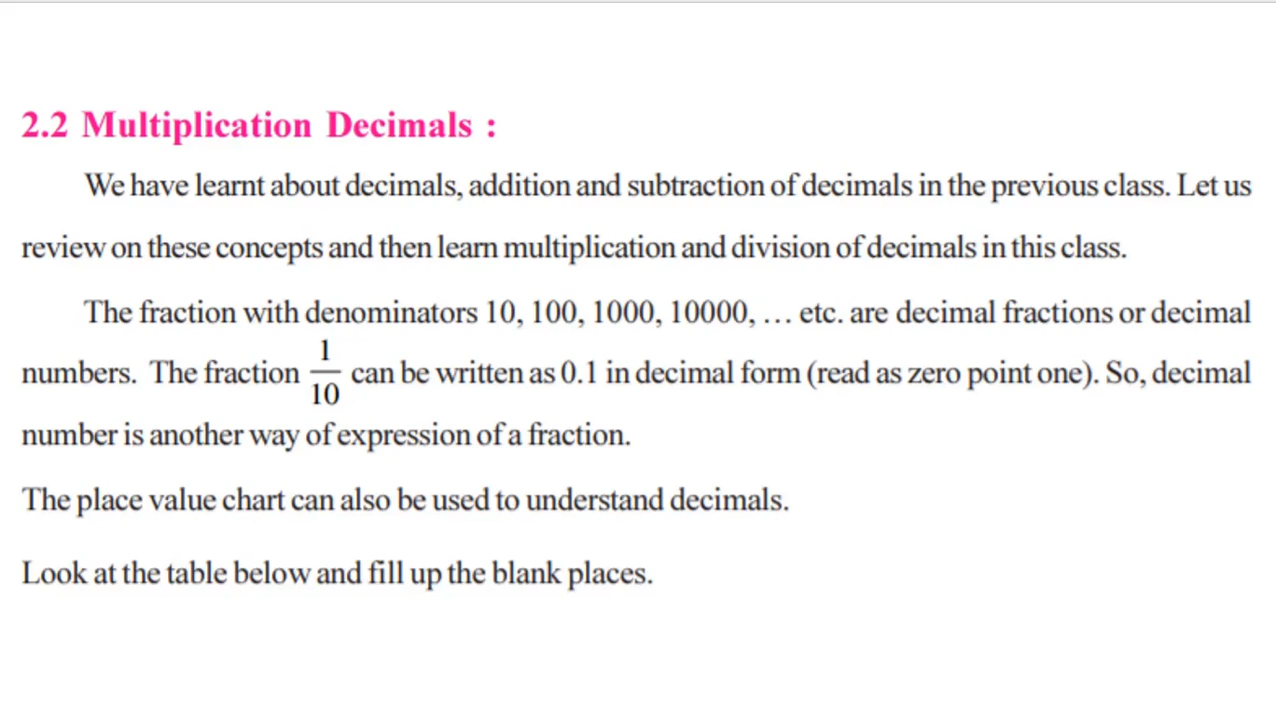 2.2 Multiplication Decimals :
We have learnt about decimals, addition and subtraction of decimals in the previous class. Let us
review on these concepts and then learn multiplication and division of decimals in this class.
The fraction with denominators 10, 100, 1000, 10000, … etc. are decimal fractions or decimal
numbers. The fraction 1/10 can be written as 0.1 in decimal form (read as zero point one). So, decimal
number is another way of expression of a fraction.
The place value chart can also be used to understand decimals.
Look at the table below and fill up the blank places.